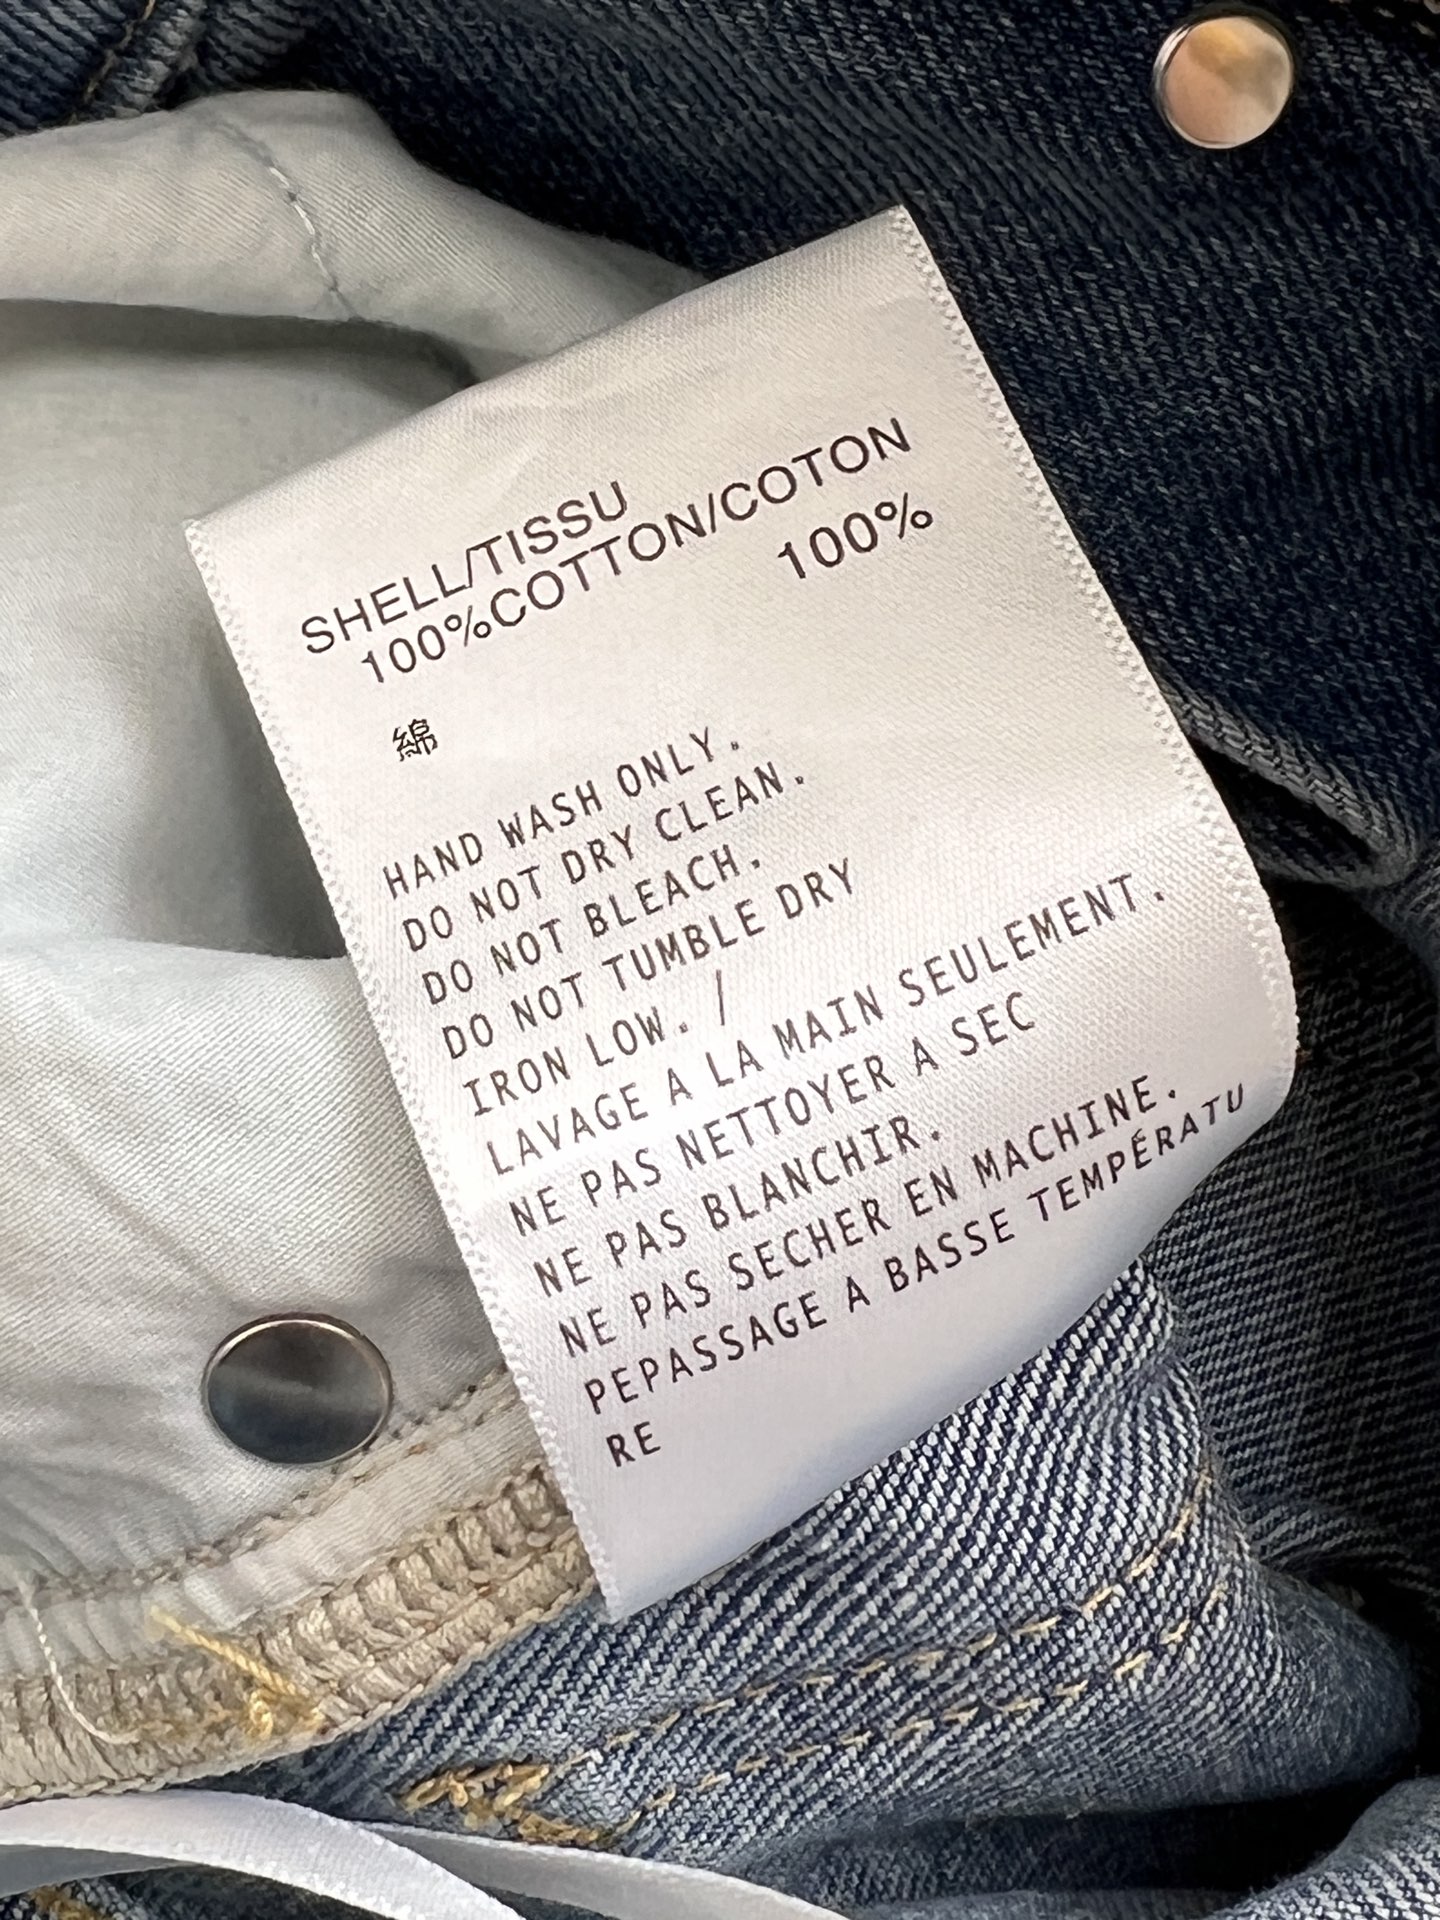 SHELL/TISSU
100%COTTON/COTON
綿 100%
HAND WASH ONLY.
DO NOT DRY CLEAN.
DO NOT BLEACH.
DO NOT TUMBLE DRY
IRON LOW. /
LAVAGE A LA MAIN SEULEMENT.
NE PAS NETTOYER A SEC
NE PAS BLANCHIR.
NE PAS SECHER EN MACHINE.
PEPASSAGE A BASSE TEMPÉRATU
RE